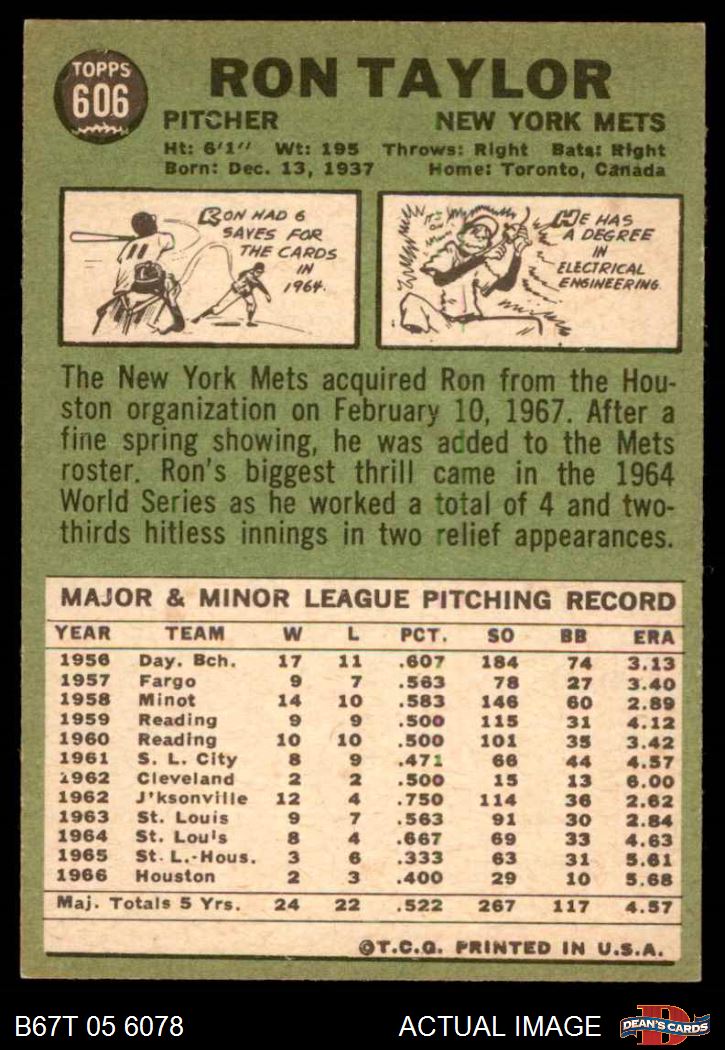 TOPPS
606
RON TAYLOR
PITCHER NEW YORK METS
Ht: 6'1" Wt: 195 Throws: Right Bats: Right
Born: Dec. 13, 1937 Home: Toronto, Canada
RON HAD 6
SAVES FOR
THE CARDS
IN
1964.
HE HAS
A DEGREE
IN
ELECTRICAL
ENGINEERING.
The New York Mets acquired Ron from the Hou-
ston organization on February 10, 1967. After a
fine spring showing, he was added to the Mets
roster. Ron's biggest thrill came in the 1964
World Series as he worked a total of 4 and two-
thirds hitless innings in two relief appearances.
MAJOR & MINOR LEAGUE PITCHING RECORD
YEAR TEAM W L PCT. SO BB ERA
1956 Day. Bch. 17 11 .607 184 74 3.13
1957 Fargo 9 7 .563 78 27 3.40
1958 Minot 14 10 .583 146 60 2.89
1959 Reading 9 9 .500 115 31 4.12
1960 Reading 10 10 .500 101 35 3.42
1961 S. L. City 8 9 .471 66 44 4.57
1962 Cleveland 2 2 .500 15 13 6.00
1962 J'ksonville 12 4 .750 114 36 2.62
1963 St. Louis 9 7 .563 91 30 2.84
1964 St. Louis 8 4 .667 69 33 4.63
1965 St. L.-Hous. 3 6 .333 63 31 5.61
1966 Houston 2 3 .400 29 10 5.68
Maj. Totals 5 Yrs. 24 22 .522 267 117 4.57
©T.C.G. PRINTED IN U.S.A.
B67T 05 6078 ACTUAL IMAGE
D
DEAN'S CARDS